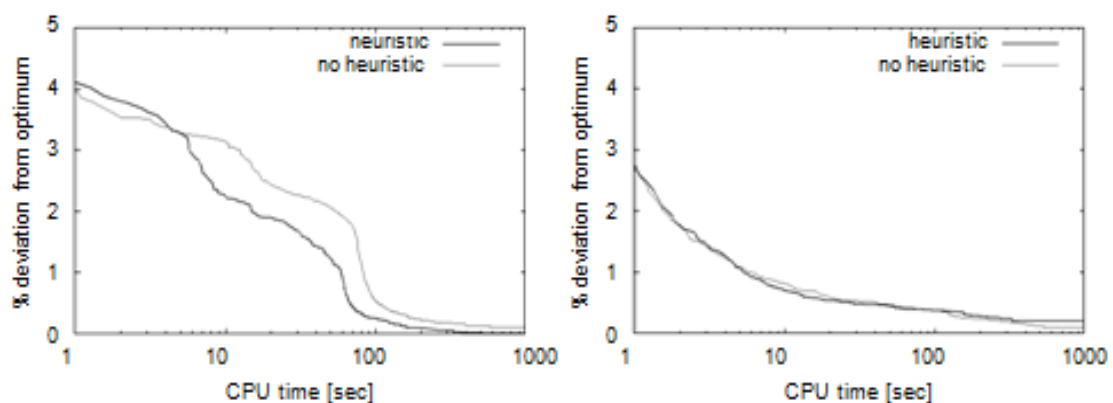 5
4
3
2
1
0
% deviation from optimum
neuristic
no heuristic
1
10
100
1000
CPU time [sec]
5
4
3
2
1
0
% deviation from optimum
heuristic
no heuristic
1
10
100
1000
CPU time [sec]